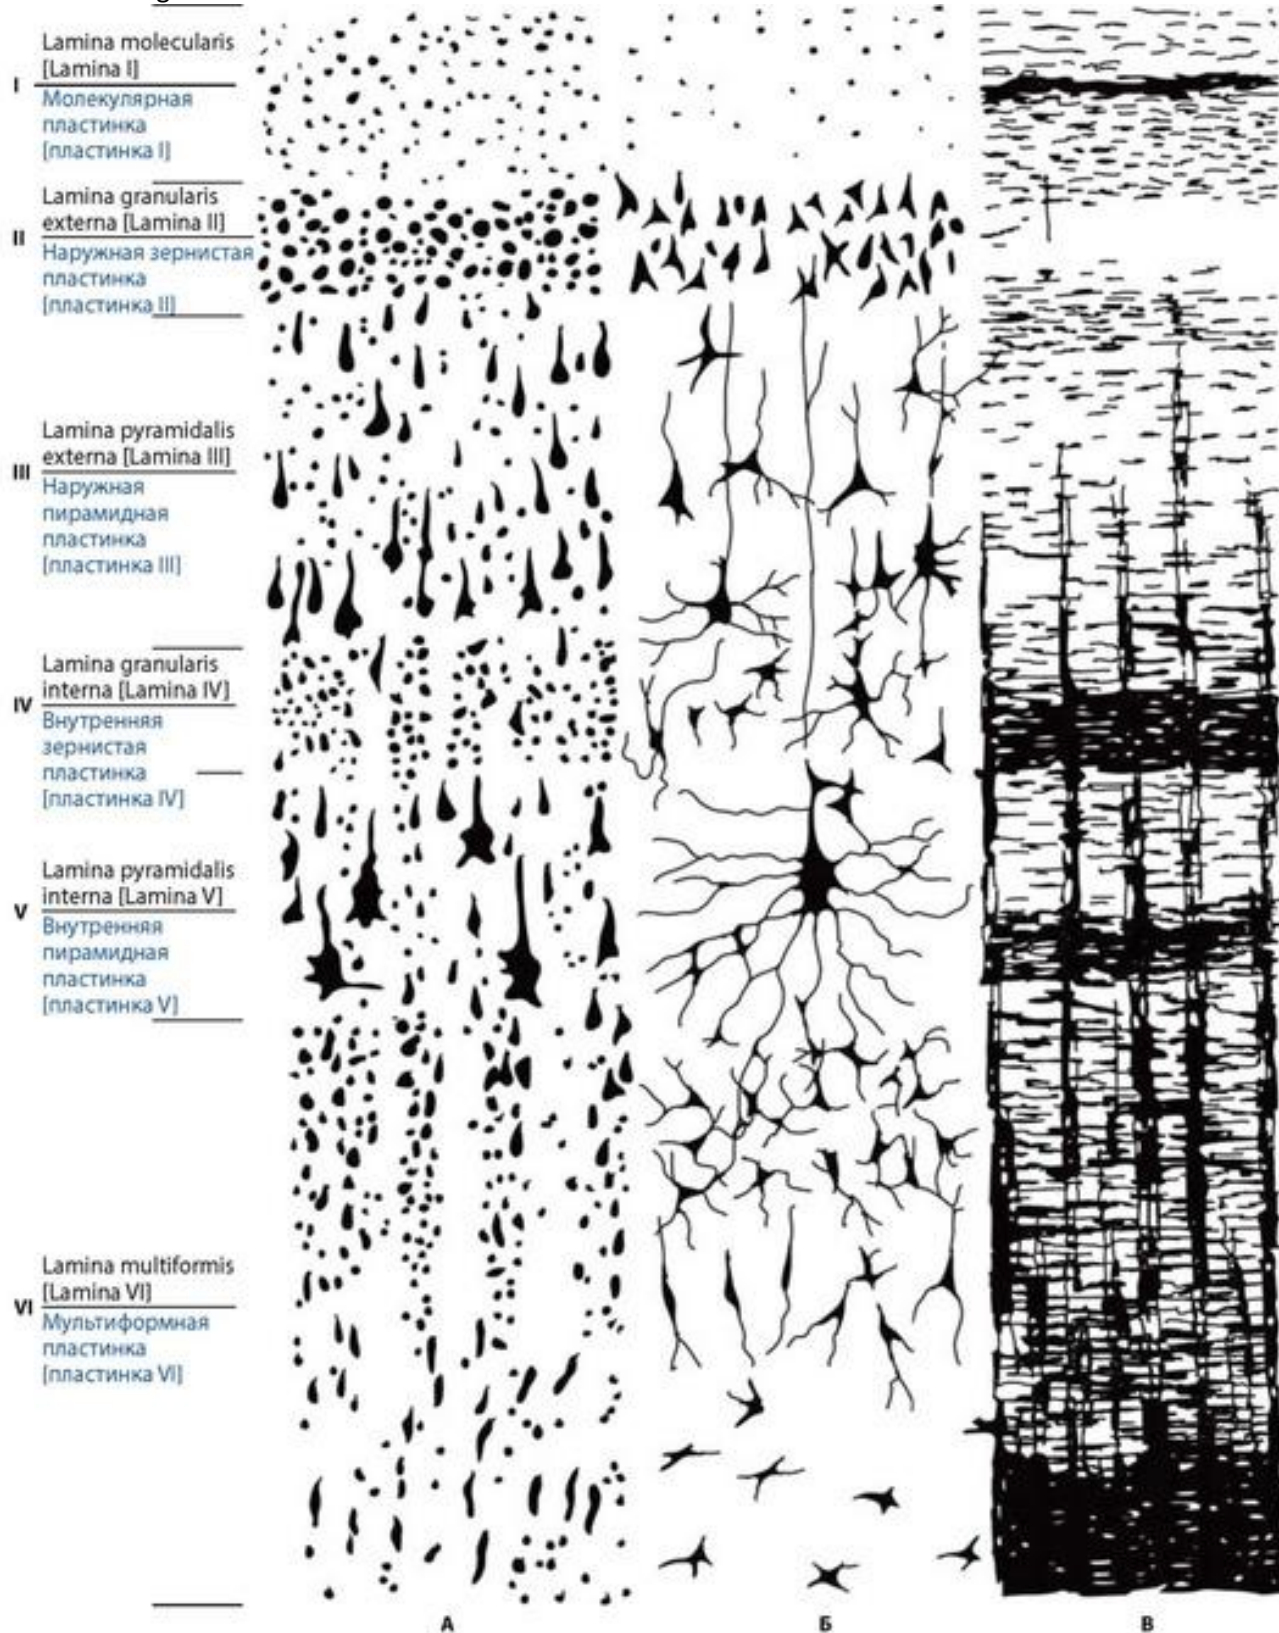 Lamina molecularis
[Lamina I]
I
Молекулярная
пластинка
[пластинка I]
Lamina granularis
externa [Lamina II]
II
Наружная зернистая
пластинка
[пластинка II]
Lamina pyramidalis
externa [Lamina III]
III
Наружная
пирамидная
пластинка
[пластинка III]
Lamina granularis
interna [Lamina IV]
IV
Внутренняя
зернистая
пластинка
[пластинка IV]
Lamina pyramidalis
interna [Lamina V]
V
Внутренняя
пирамидная
пластинка
[пластинка V]
Lamina multiformis
[Lamina VI]
VI
Мультиформная
пластинка
[пластинка VI]
А Б В